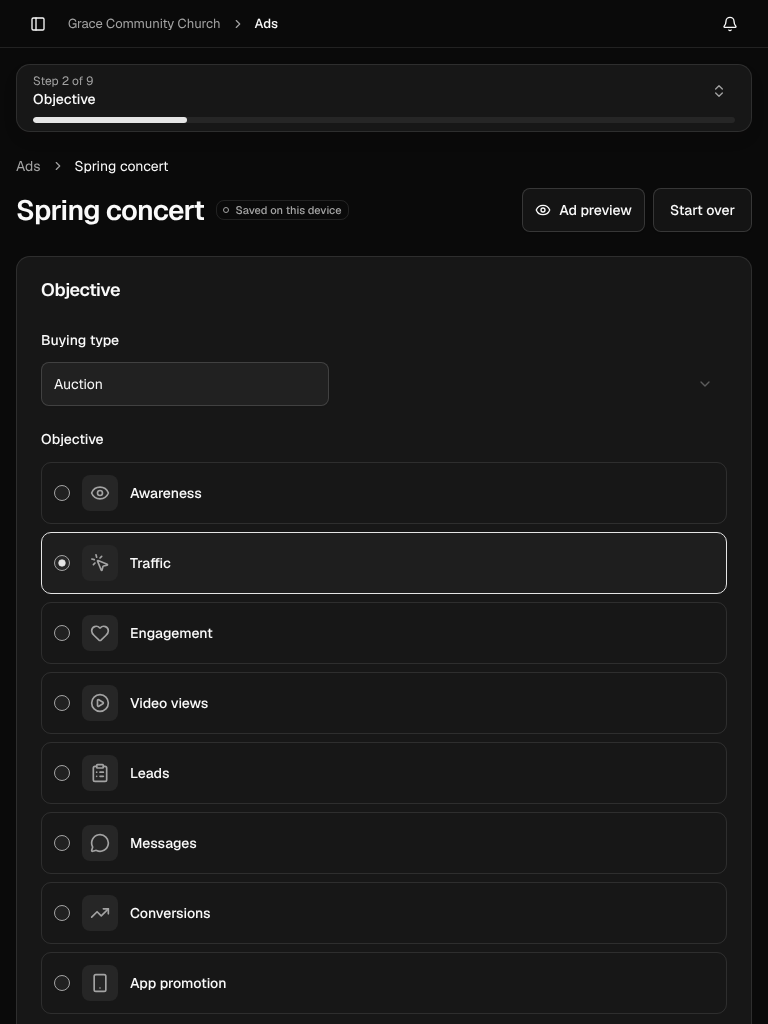 Grace Community Church > Ads
Step 2 of 9
Objective
Ads > Spring concert
Spring concert
Saved on this device
Ad preview
Start over
Objective
Buying type
Auction
Objective
Awareness
Traffic
Engagement
Video views
Leads
Messages
Conversions
App promotion